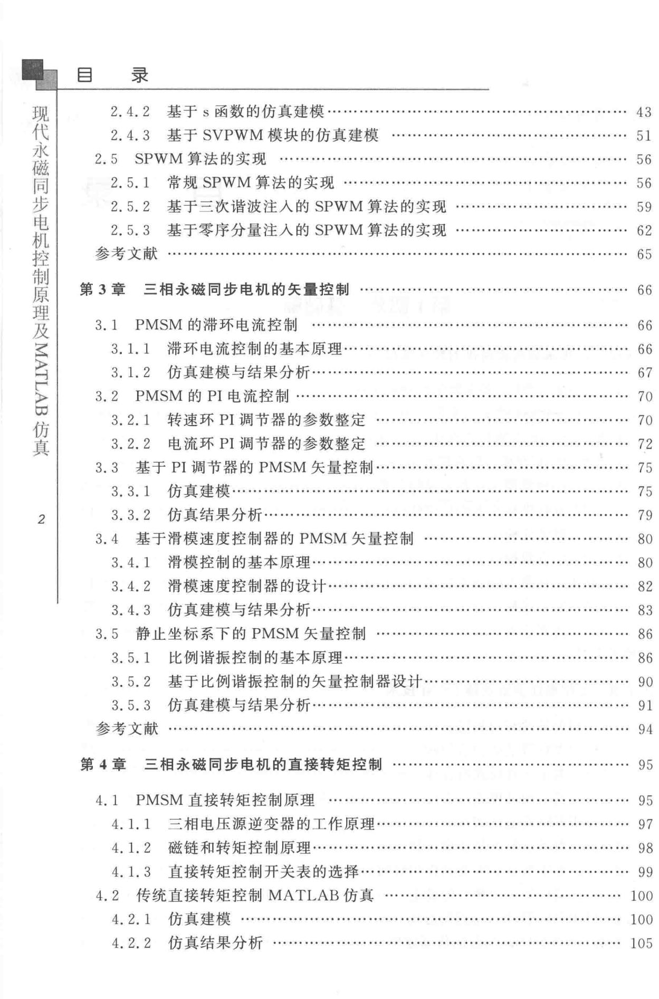 目 录
2.4.2 基于 s 函数的仿真建模 …… 43
2.4.3 基于 SVPWM 模块的仿真建模 …… 51
2.5 SPWM 算法的实现 …… 56
2.5.1 常规 SPWM 算法的实现 …… 56
2.5.2 基于三次谐波注入的 SPWM 算法的实现 …… 59
2.5.3 基于零序分量注入的 SPWM 算法的实现 …… 62
参考文献 …… 65
第 3 章 三相永磁同步电机的矢量控制 …… 66
3.1 PMSM 的滞环电流控制 …… 66
3.1.1 滞环电流控制的基本原理 …… 66
3.1.2 仿真建模与结果分析 …… 67
3.2 PMSM 的 PI 电流控制 …… 70
3.2.1 转速环 PI 调节器的参数整定 …… 70
3.2.2 电流环 PI 调节器的参数整定 …… 72
3.3 基于 PI 调节器的 PMSM 矢量控制 …… 75
3.3.1 仿真建模 …… 75
3.3.2 仿真结果分析 …… 79
3.4 基于滑模速度控制器的 PMSM 矢量控制 …… 80
3.4.1 滑模控制的基本原理 …… 80
3.4.2 滑模速度控制器的设计 …… 82
3.4.3 仿真建模与结果分析 …… 83
3.5 静止坐标系下的 PMSM 矢量控制 …… 86
3.5.1 比例谐振控制的基本原理 …… 86
3.5.2 基于比例谐振控制的矢量控制器设计 …… 90
3.5.3 仿真建模与结果分析 …… 91
参考文献 …… 94
第 4 章 三相永磁同步电机的直接转矩控制 …… 95
4.1 PMSM 直接转矩控制原理 …… 95
4.1.1 三相电压源逆变器的工作原理 …… 97
4.1.2 磁链和转矩控制原理 …… 98
4.1.3 直接转矩控制开关表的选择 …… 99
4.2 传统直接转矩控制 MATLAB 仿真 …… 100
4.2.1 仿真建模 …… 100
4.2.2 仿真结果分析 …… 105
现代永磁同步电机控制原理及MATLAB仿真
2